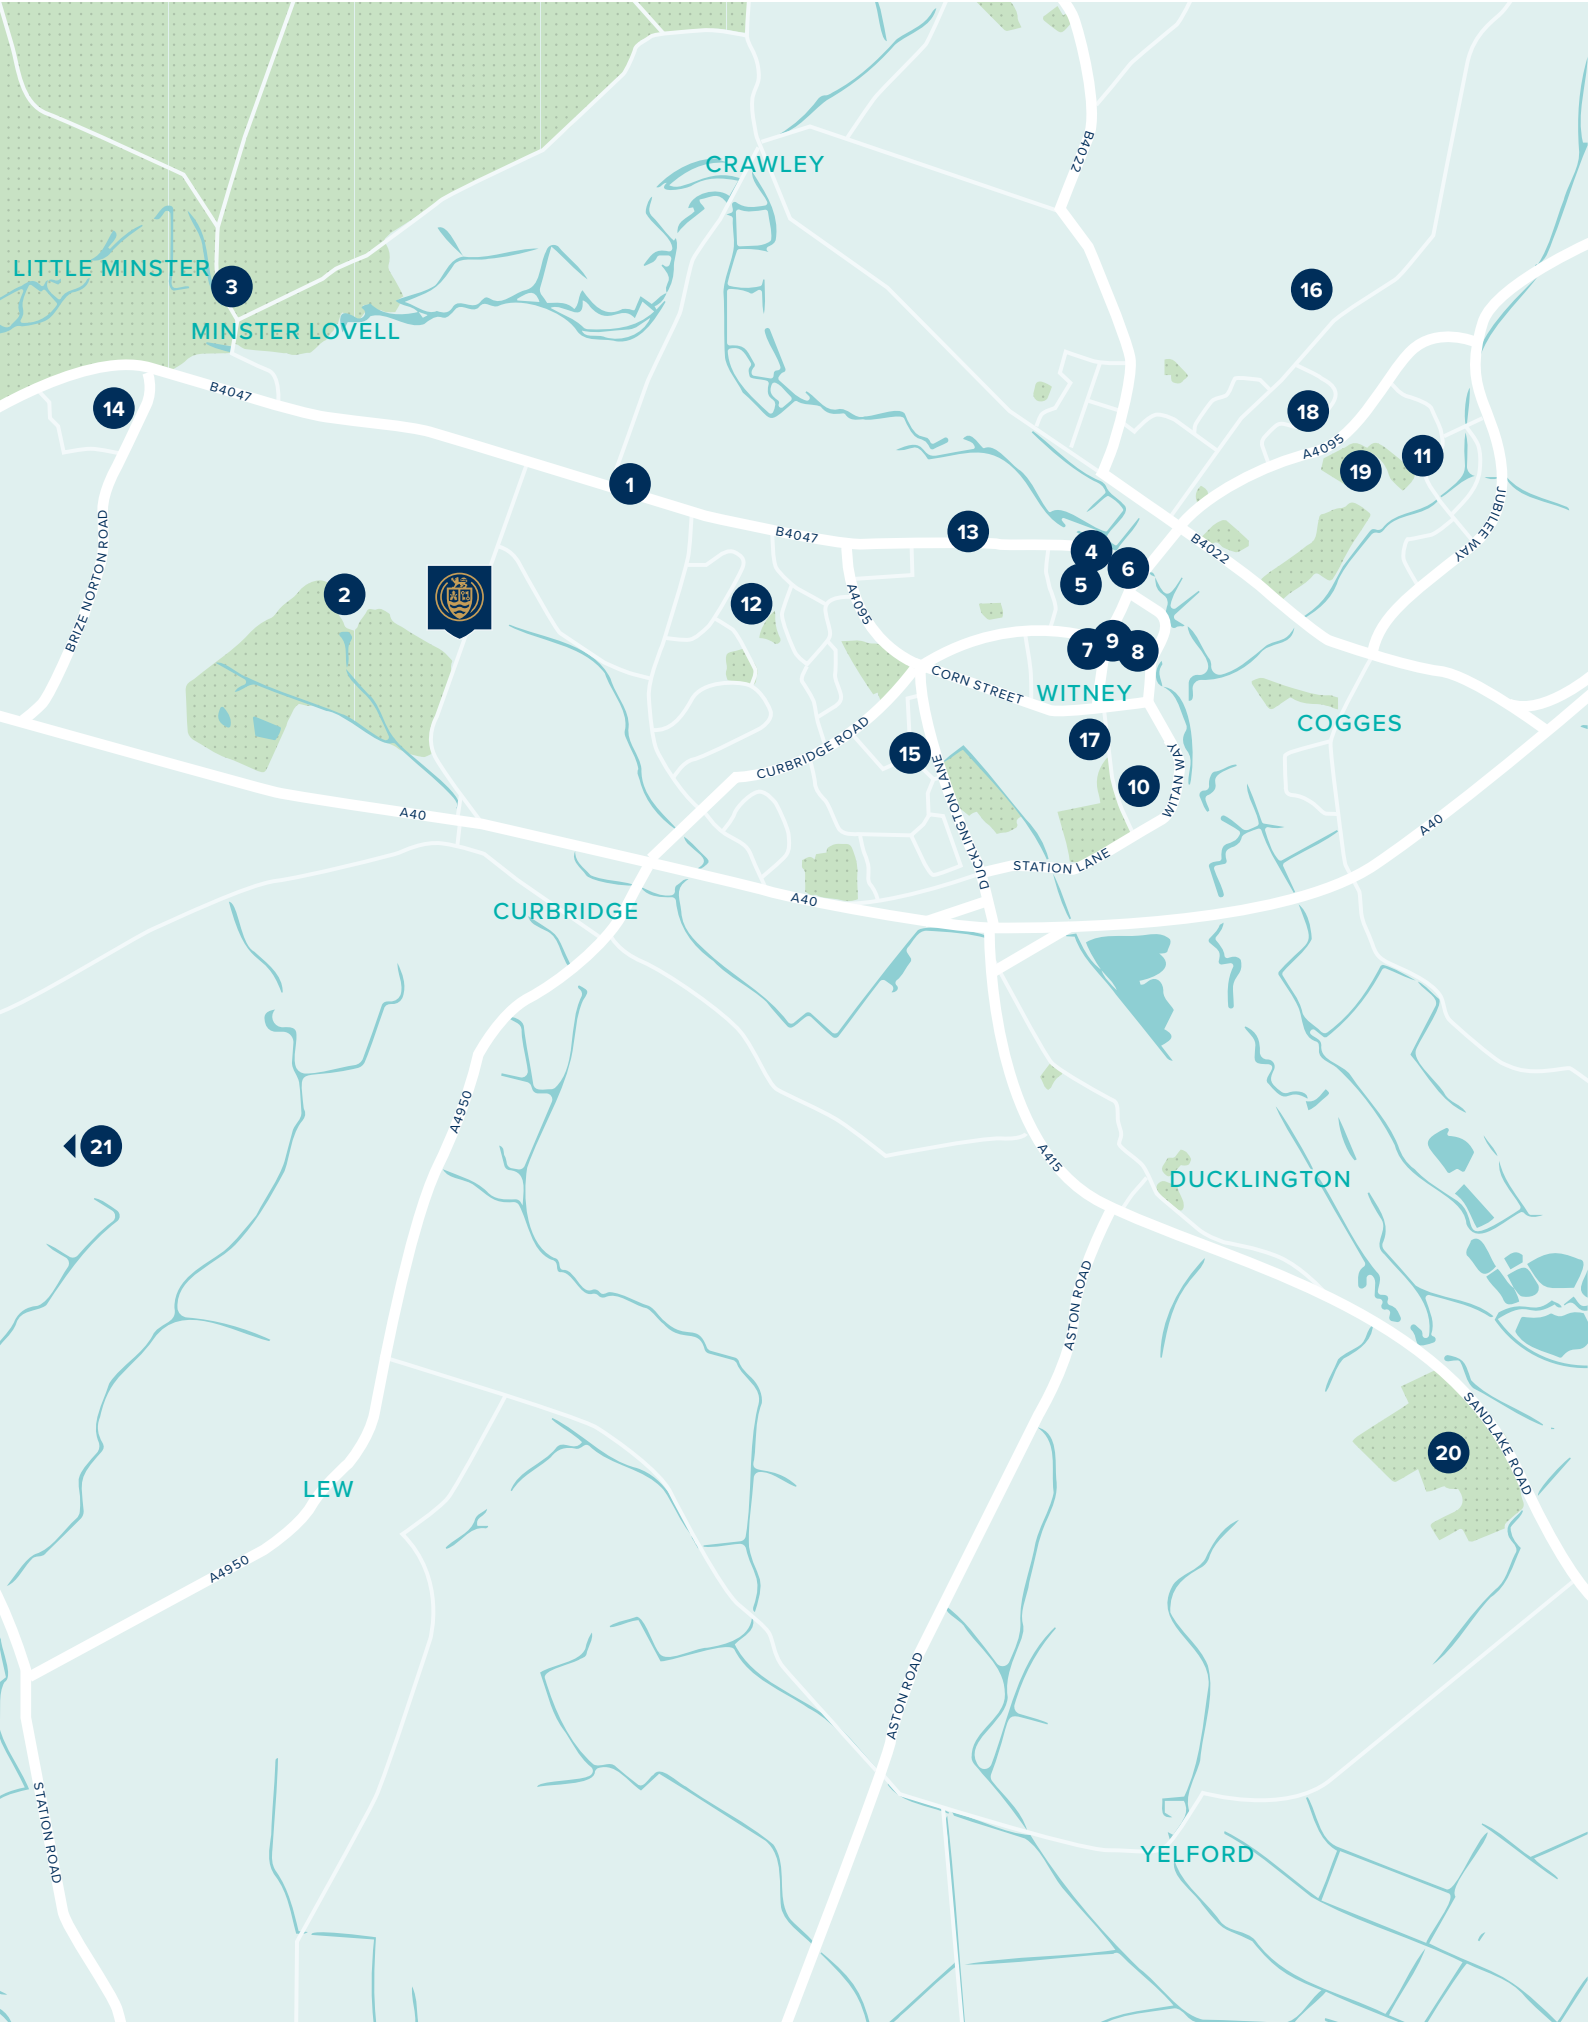 B4022
CRAWLEY
LITTLE MINSTER
3
16
MINSTER LOVELL
B4047
14
18
A4095
11
19
1
JUBILEE WAY
B4047
13
4
B4022
6
5
BRIZE NORTON ROAD
2
12
A4095
9
7
8
CORN STREET
WITNEY
COGGES
CURBRIDGE ROAD
17
15
WITAN WAY
10
DUCKLINGTON LANE
A40
A40
STATION LANE
A40
CURBRIDGE
A4950
21
A415
DUCKLINGTON
ASTON ROAD
SANDLAKE ROAD
20
LEW
A4950
ASTON ROAD
STATION ROAD
YELFORD